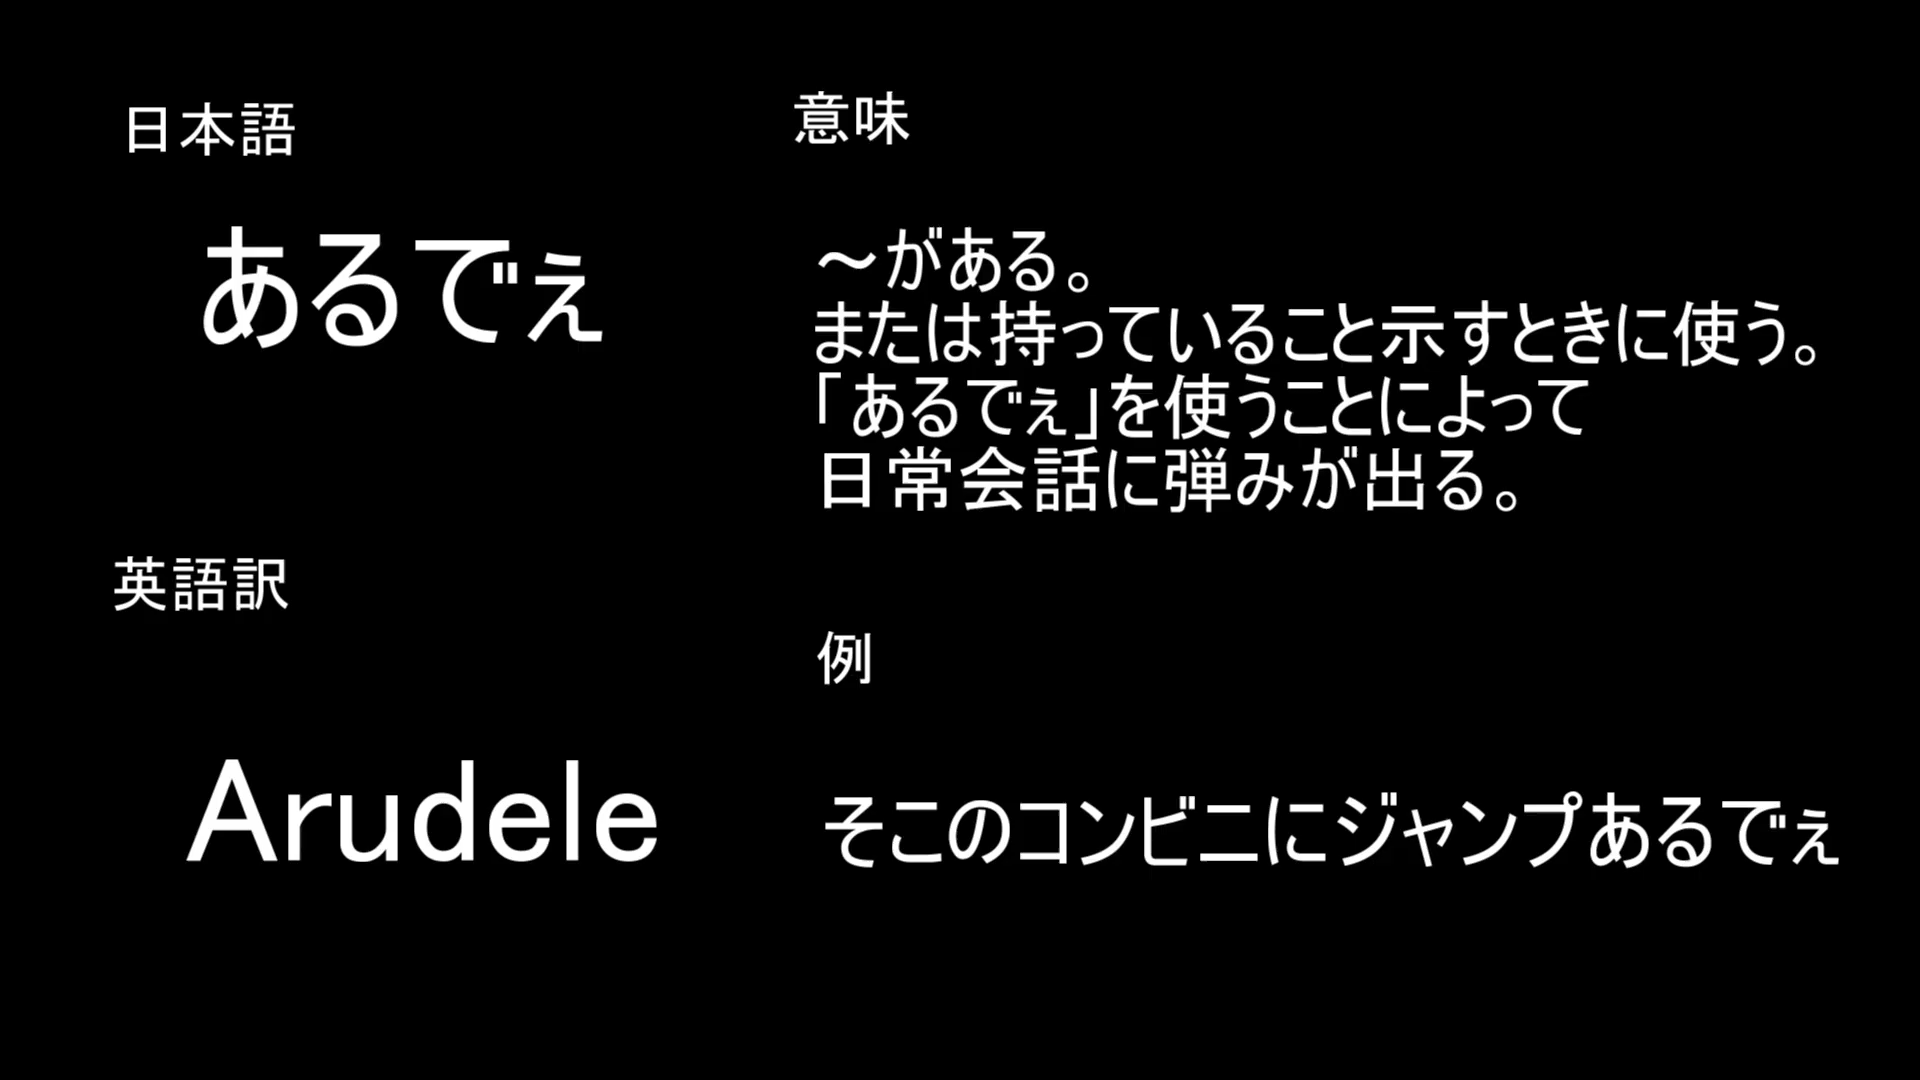 日本語
あるでぇ
英語訳
Arudele
意味
～がある。
または持っていること示すときに使う。
「あるでぇ」を使うことによって
日常会話に弾みが出る。
例
そこのコンビニにジャンプあるでぇ